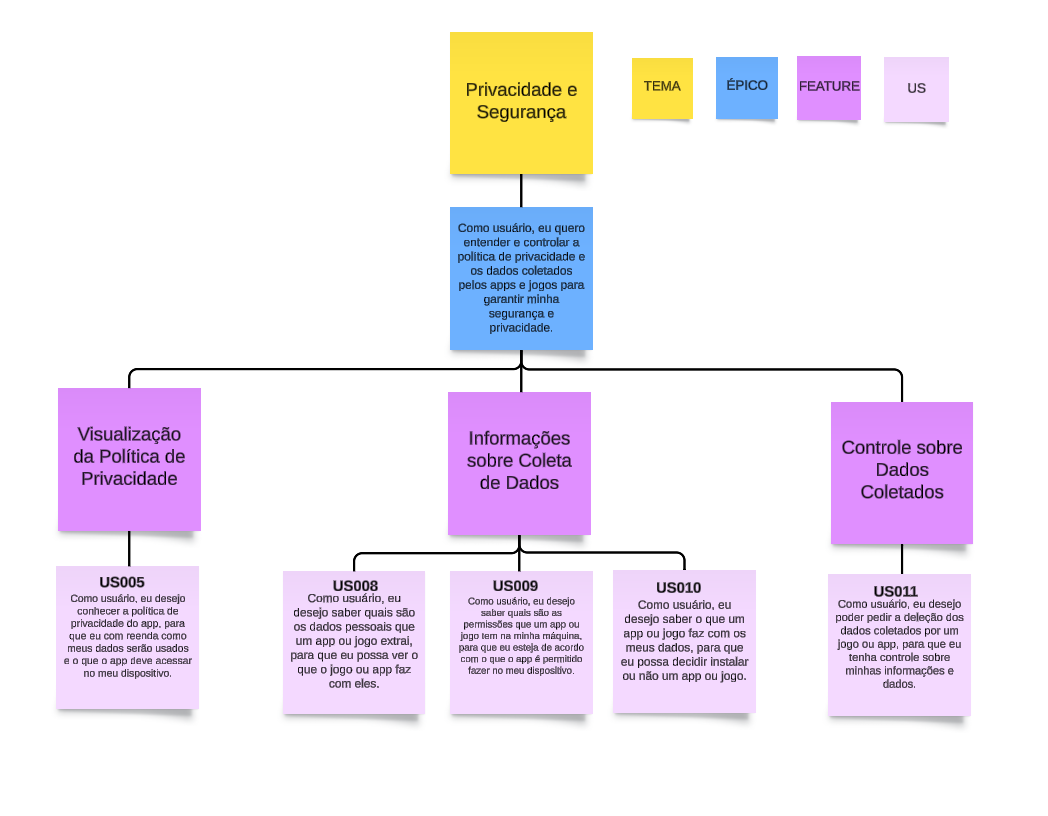 Privacidade e
Segurança
TEMA
ÉPICO
FEATURE
US
Como usuário, eu quero
entender e controlar a
política de privacidade e
os dados coletados
pelos apps e jogos para
garantir minha
segurança e
privacidade.
Visualização
da Política de
Privacidade
Informações
sobre Coleta
de Dados
Controle sobre
Dados
Coletados
US005
Como usuário, eu desejo
conhecer a política de
privacidade do app, para
que eu com reenda como
meus dados serão usados
e o que o app deve acessar
no meu dispositivo.
US008
Como usuário, eu
desejo saber quais são
os dados pessoais que
um app ou jogo extrai,
para que eu possa ver o
que o jogo ou app faz
com eles.
US009
Como usuário, eu desejo
saber quais são as
permissões que um app ou
jogo tem na minha máquina,
para que eu esteja de acordo
com o que o app é permitido
fazer no meu dispositivo.
US010
Como usuário, eu
desejo saber o que um
app ou jogo faz com os
meus dados, para que
eu possa decidir instalar
ou não um app ou jogo.
US011
Como usuário, eu desejo
poder pedir a deleção dos
dados coletados por um
jogo ou app, para que eu
tenha controle sobre
minhas informações e
dados.